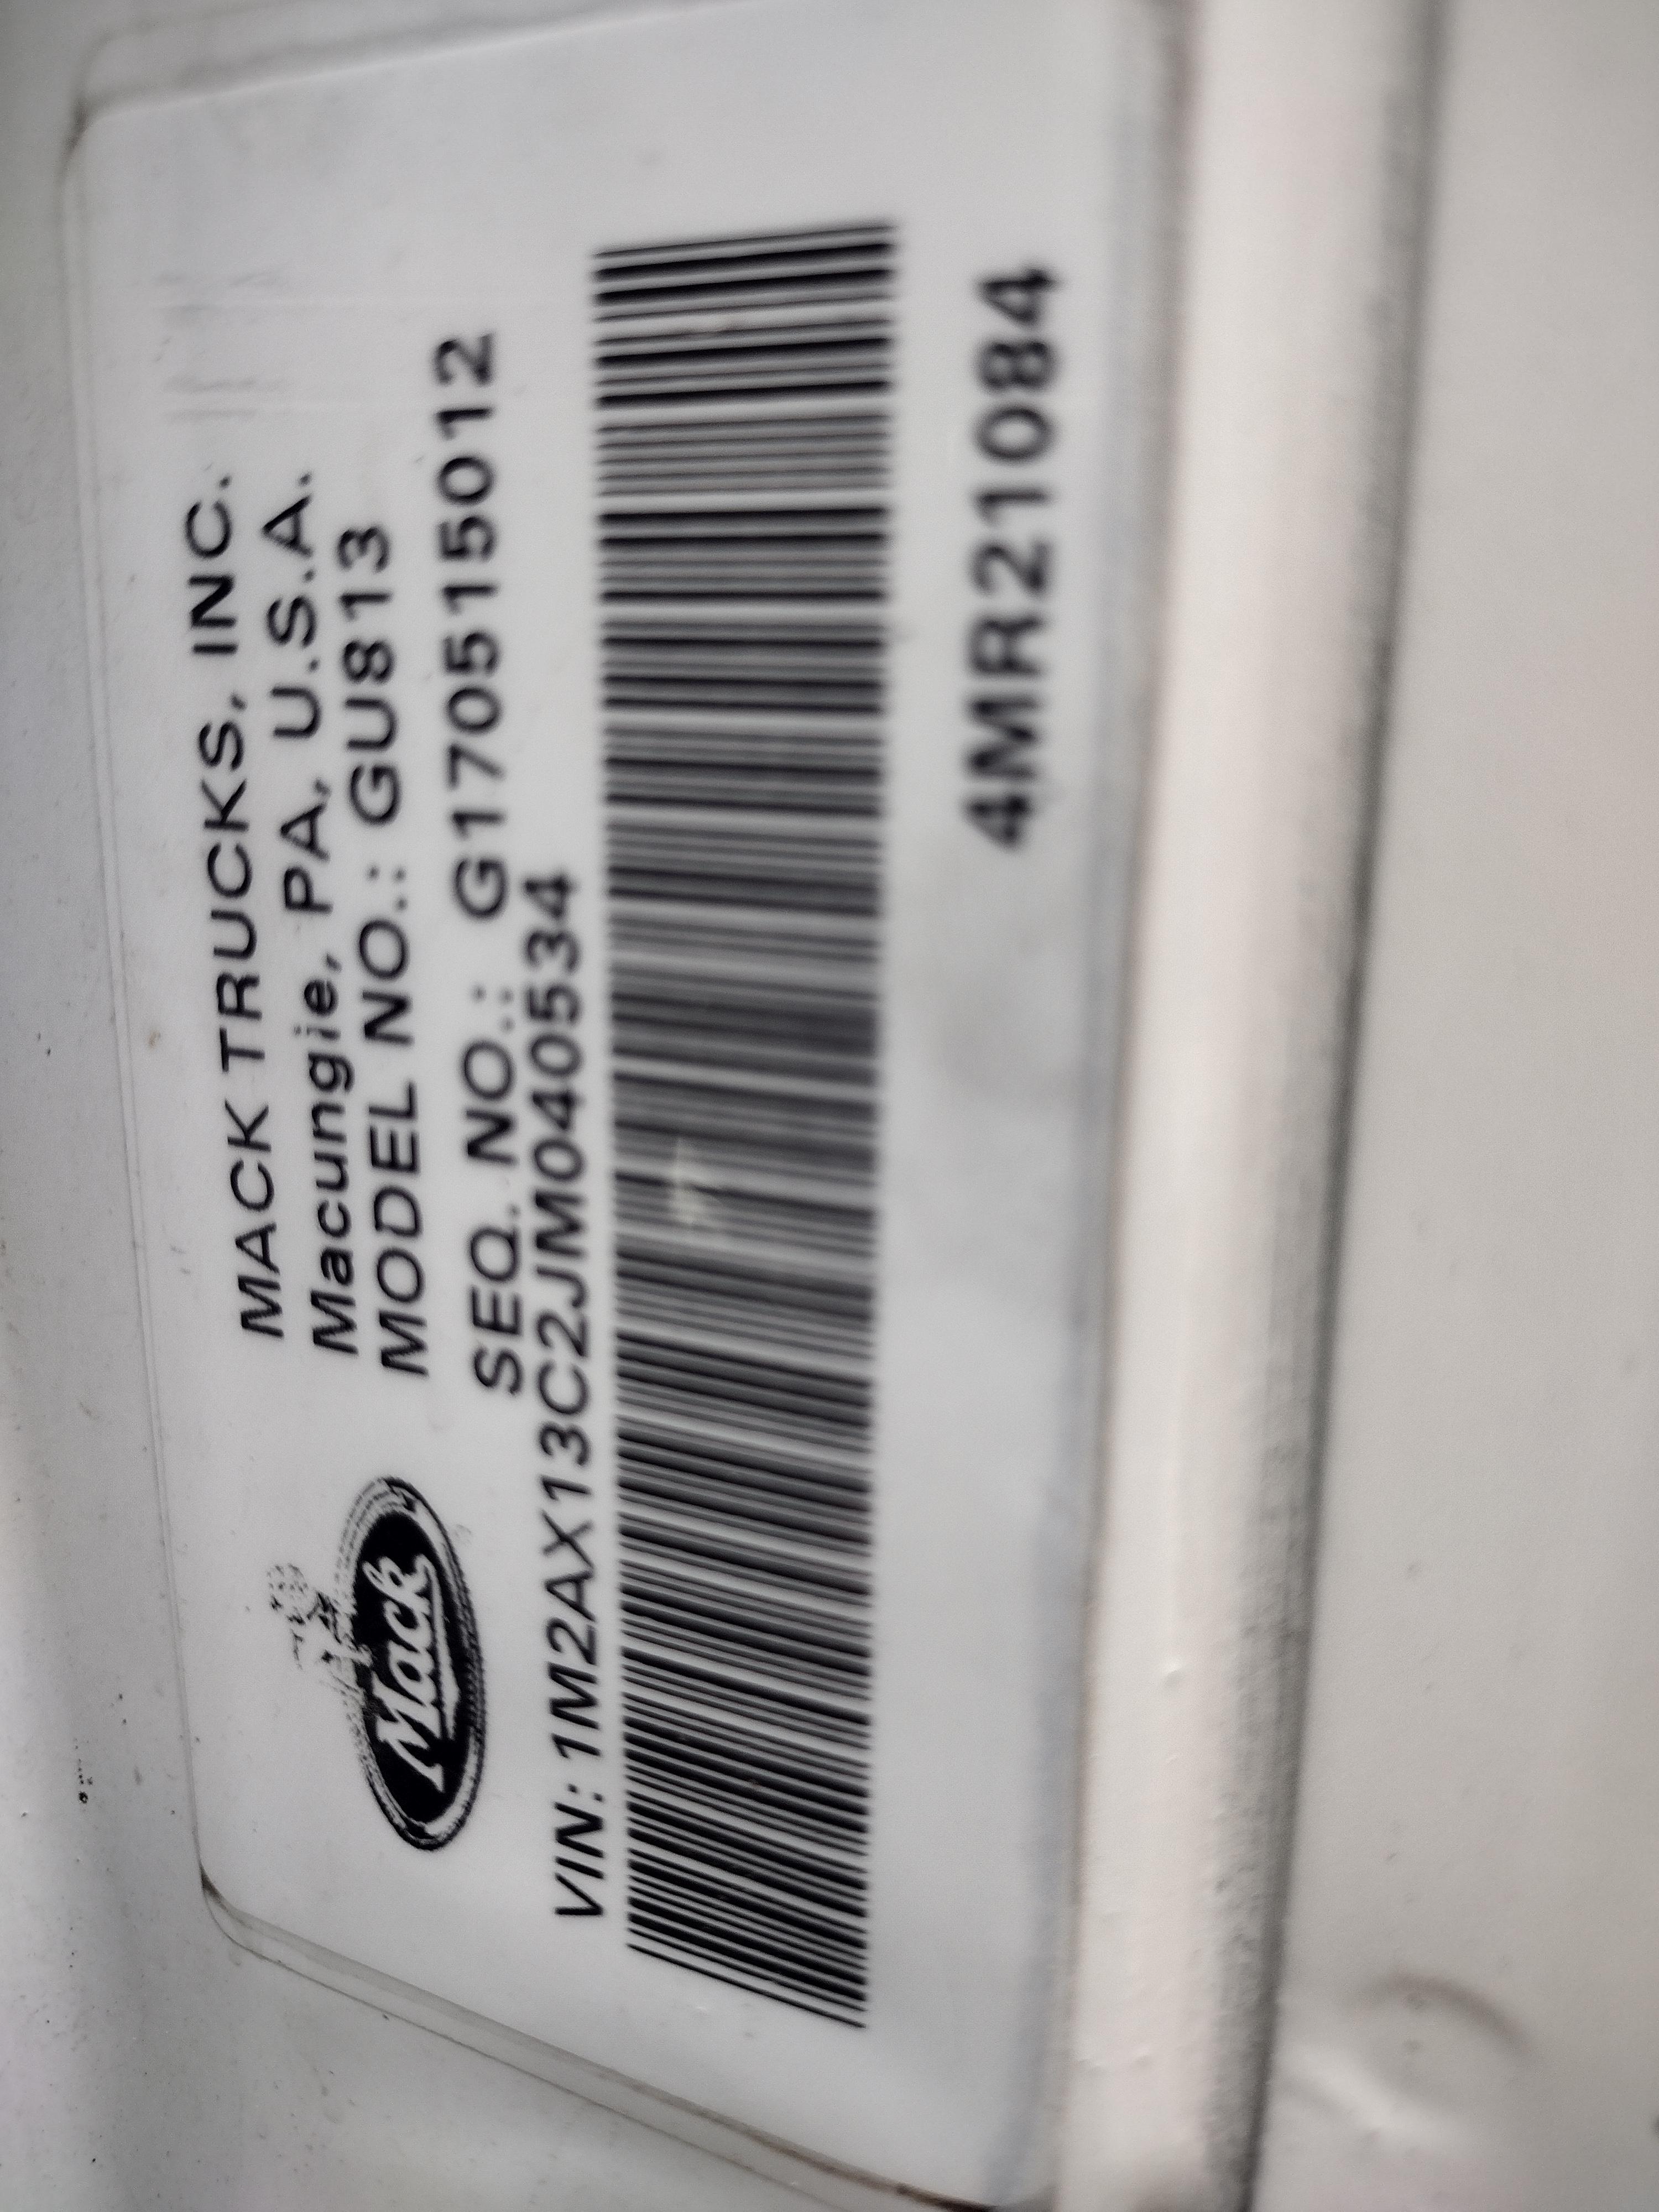 MACK TRUCKS, INC.
Macungie, PA, U.S.A.
MODEL NO.: GU813
SEQ. NO.: G170515012
Mack
VIN: 1M2AX13C2JM040534
4MR21084